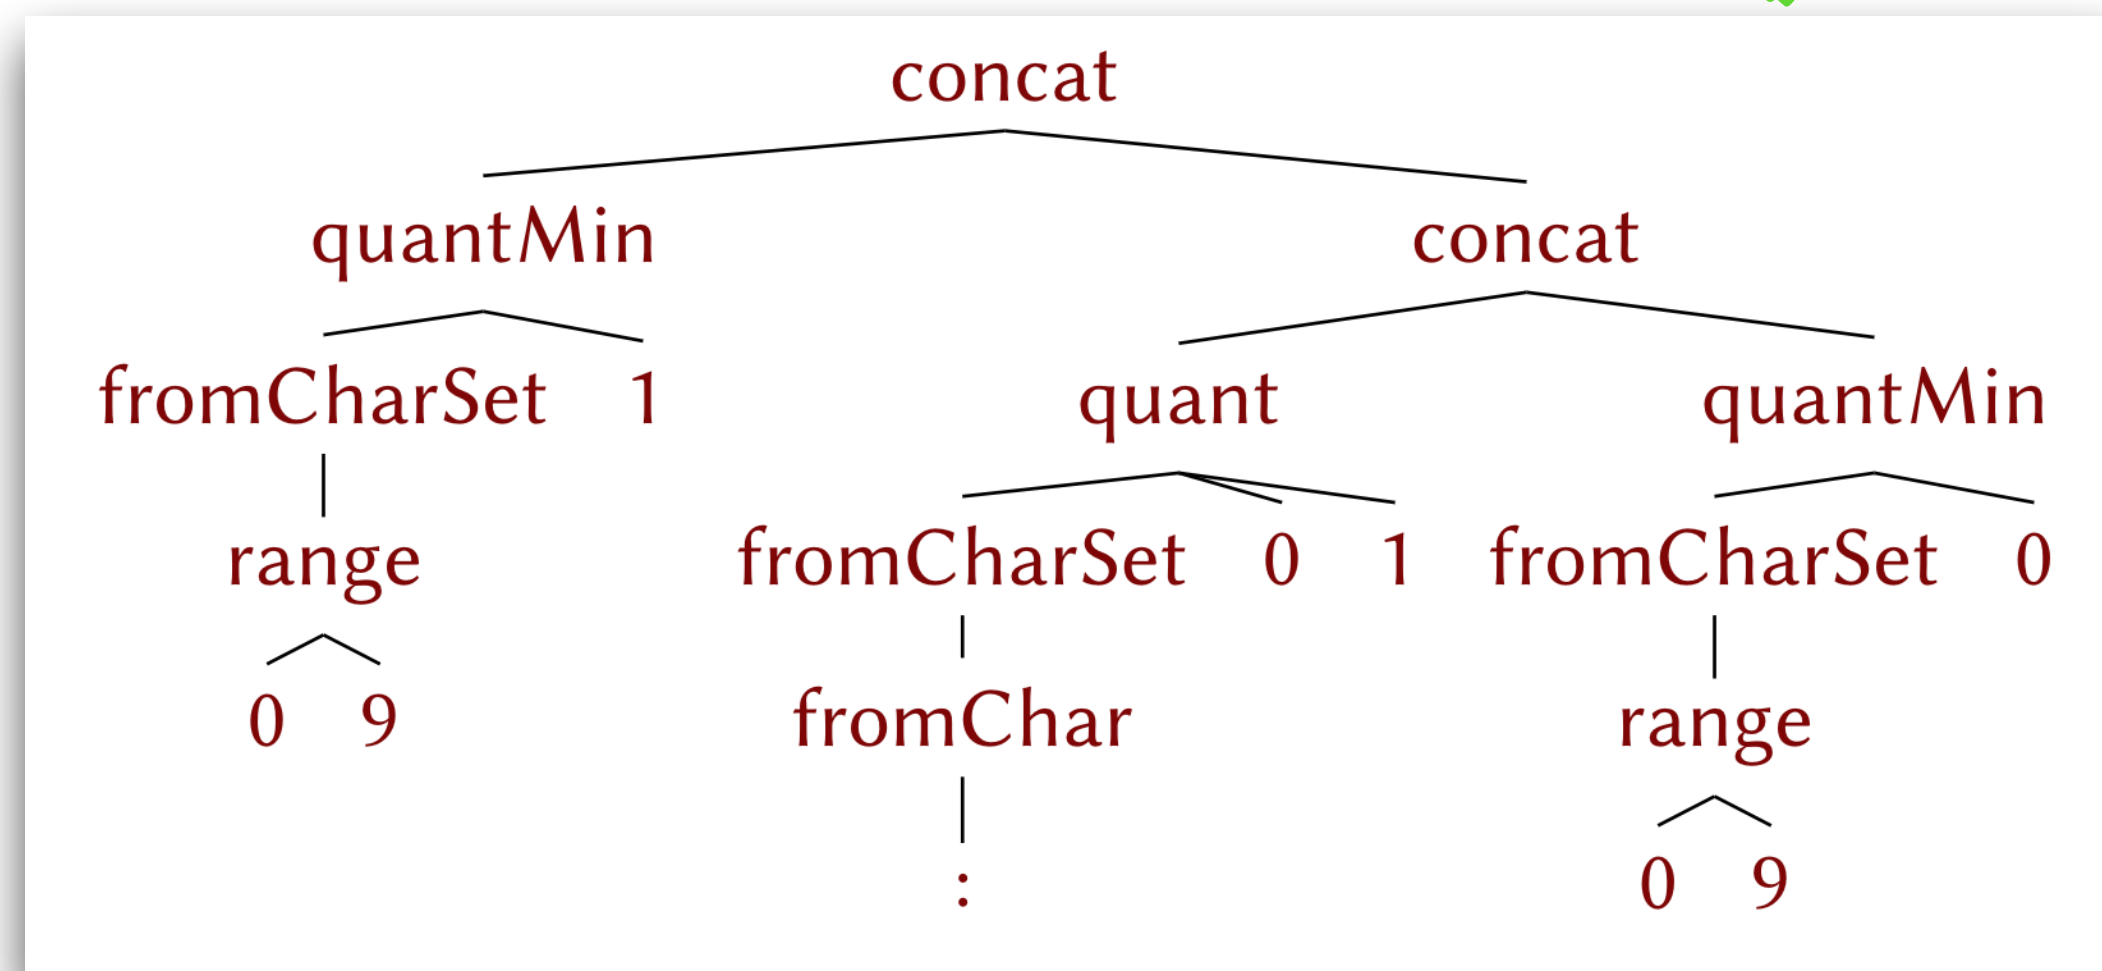 concat
quantMin concat
fromCharSet 1 quant quantMin
range fromCharSet 0 1 fromCharSet 0
0 9 fromChar range
: 0 9